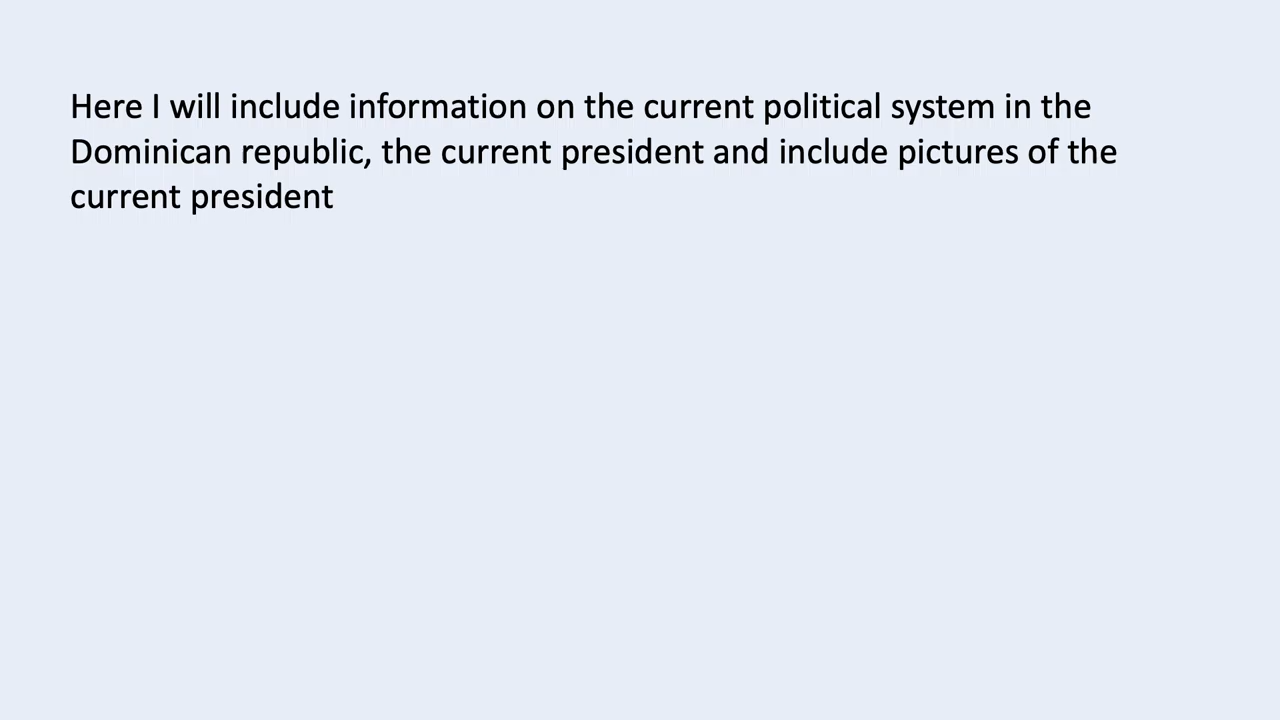 Here I will include information on the current political system in the
Dominican republic, the current president and include pictures of the
current president